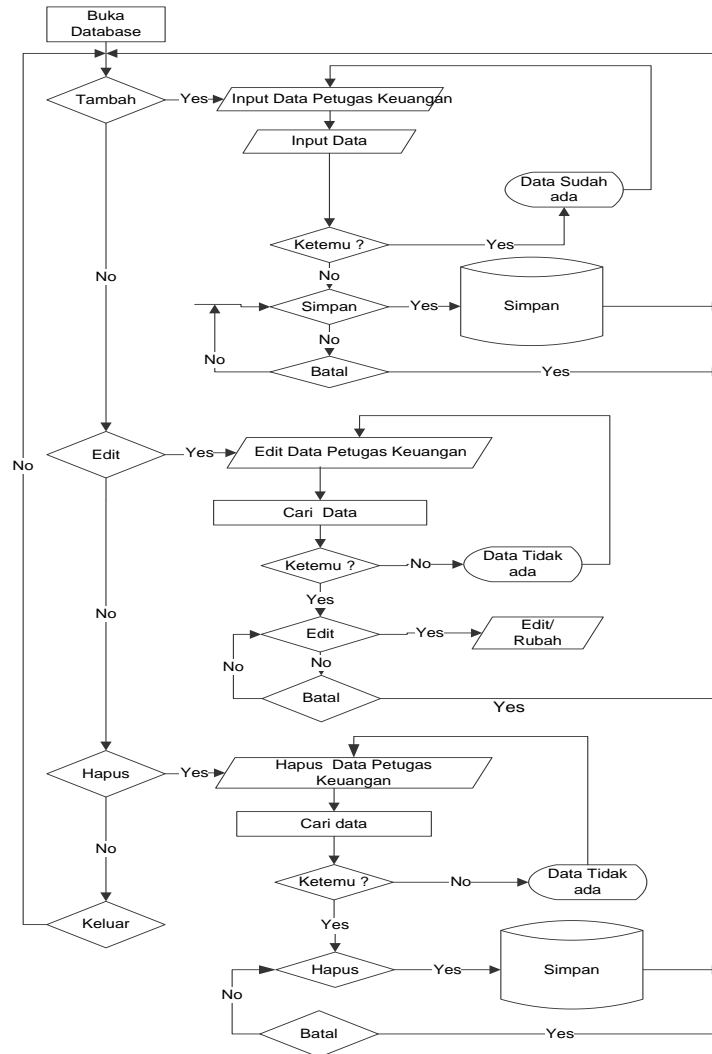 Buka
Database
Tambah
Yes
Input Data Petugas Keuangan
Input Data
Data Sudah
ada
Ketemu ?
Yes
No
No
Simpan
Yes
Simpan
No
No
Batal
Yes
Edit
Yes
Edit Data Petugas Keuangan
No
Cari Data
Ketemu ?
No
Data Tidak
ada
Yes
No
Edit
Yes
Edit/
Rubah
No
No
Batal
Yes
Hapus
Yes
Hapus Data Petugas
Keuangan
Cari data
No
Ketemu ?
No
Data Tidak
ada
Yes
Keluar
Hapus
Yes
Simpan
No
Batal
Yes